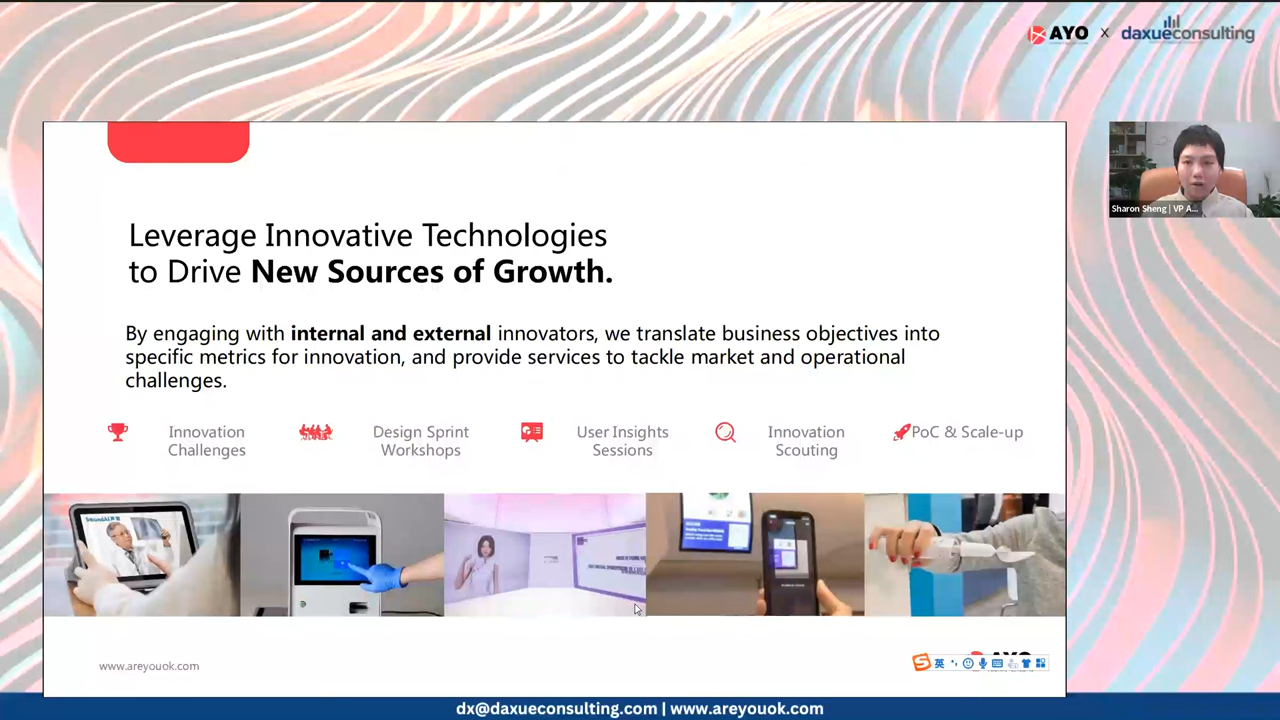 AYO X daxueconsulting
Sharon Sheng | VP A...
Leverage Innovative Technologies
to Drive New Sources of Growth.
By engaging with internal and external innovators, we translate business objectives into
specific metrics for innovation, and provide services to tackle market and operational
challenges.
Innovation
Challenges
Design Sprint
Workshops
User Insights
Sessions
Innovation
Scouting
PoC & Scale-up
SoundAI
www.areyouok.com
英
dx@daxueconsulting.com | www.areyouok.com